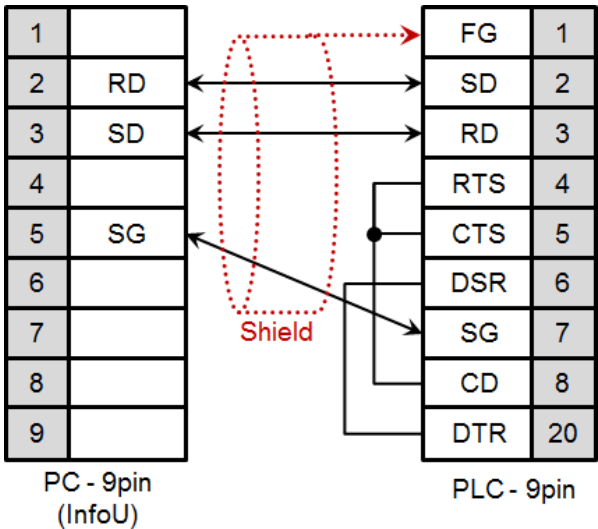 1 FG 1
2 RD SD 2
3 SD RD 3
4 RTS 4
5 SG CTS 5
6 DSR 6
7 SG 7
8 CD 8
9 DTR 20
Shield
PC - 9pin
(InfoU)
PLC - 9pin